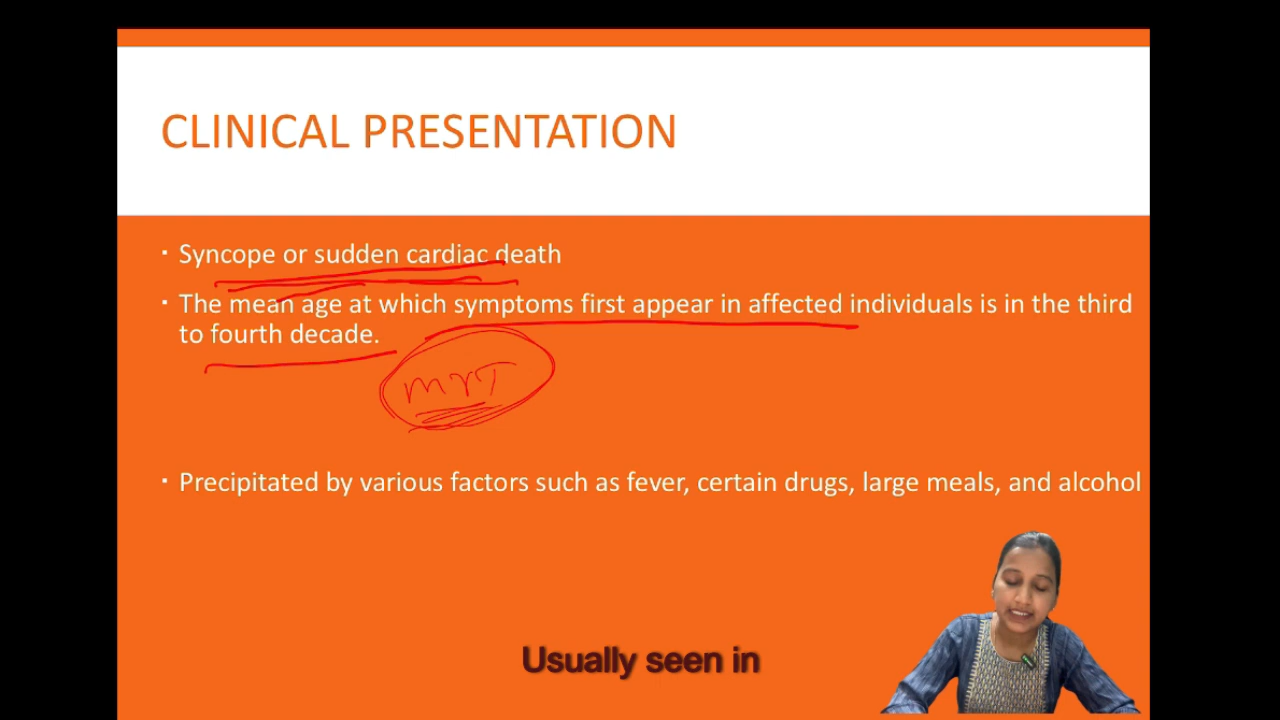 CLINICAL PRESENTATION
▪ Syncope or sudden cardiac death
▪ The mean age at which symptoms first appear in affected individuals is in the third
to fourth decade.
▪ Precipitated by various factors such as fever, certain drugs, large meals, and alcohol
Usually seen in